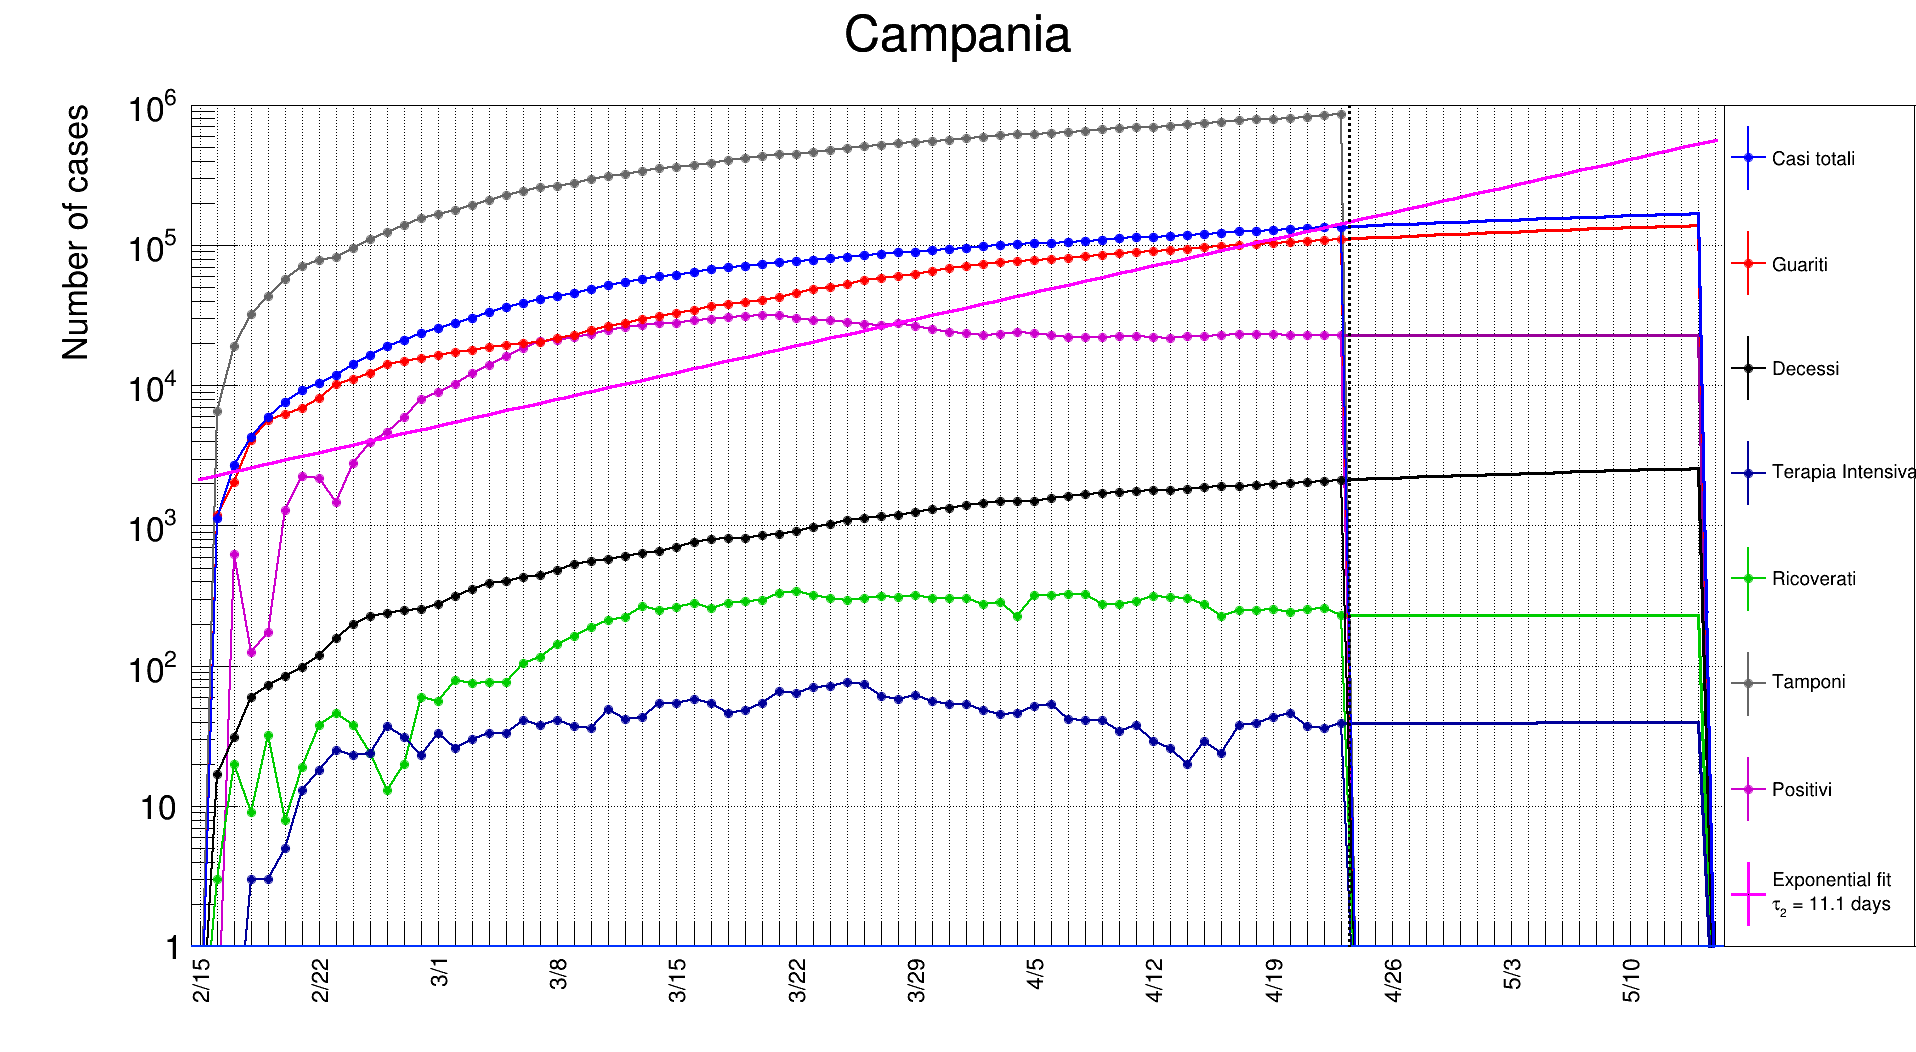 Campania
Number of cases
10^6
10^5
10^4
10^3
10^2
10
1
2/15
2/22
3/1
3/8
3/15
3/22
3/29
4/5
4/12
4/19
4/26
5/3
5/10
Casi totali
Guariti
Decessi
Terapia Intensiva
Ricoverati
Tamponi
Positivi
Exponential fit
τ₂ = 11.1 days